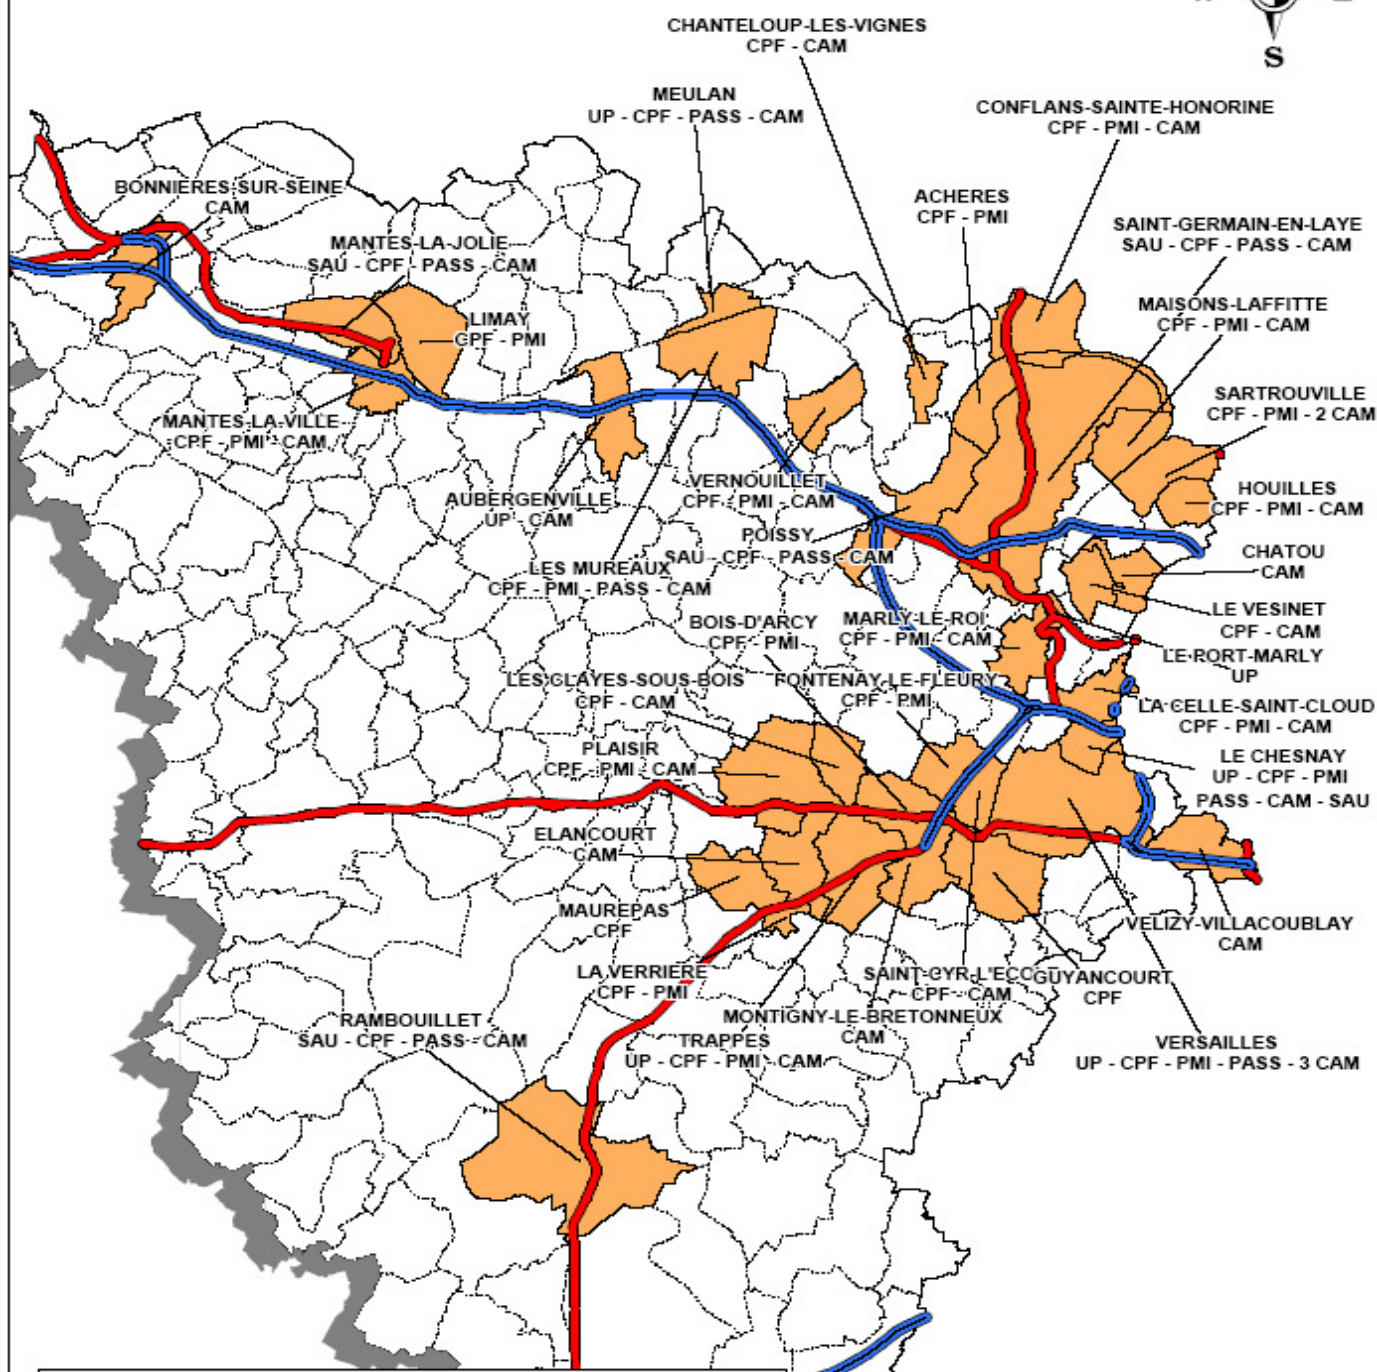 S
CHANTELOUP-LES-VIGNES
CPF - CAM
MEULAN
UP - CPF - PASS - CAM
CONFLANS-SAINTE-HONORINE
CPF - PMI - CAM
BONNIERES-SUR-SEINE
CAM
ACHERES
CPF - PMI
SAINT-GERMAIN-EN-LAYE
SAU - CPF - PASS - CAM
MANTES-LA-JOLIE
SAU - CPF - PASS - CAM
MAISONS-LAFFITTE
CPF - PMI - CAM
LIMAY
CPF - PMI
SARTROUVILLE
CPF - PMI - 2 CAM
MANTES-LA-VILLE
CPF - PMI - CAM
VERNOUILLET
CPF - PMI - CAM
HOUILLES
CPF - PMI - CAM
AUBERGENVILLE
UP - CAM
POISSY
SAU - CPF - PASS - CAM
CHATOU
CAM
LES MUREAUX
CPF - PMI - PASS - CAM
LE VESINET
CPF - CAM
BOIS-D'ARCY
CPF - PMI
MARLY-LE-ROI
CPF - PMI - CAM
LE-PORT-MARLY
UP
LES CLAYES-SOUS-BOIS
CPF - CAM
FONTENAY-LE-FLEURY
CPF - PMI
LA CELLE-SAINT-CLOUD
CPF - PMI - CAM
PLAISIR
CPF - PMI - CAM
LE CHESNAY
UP - CPF - PMI
PASS - CAM - SAU
ELANCOURT
CAM
MAUREPAS
CPF
VELIZY-VILLACOUBLAY
CAM
LA VERRIERE
CPF - PMI
SAINT-CYR-L'ECO
CPF - CAM
GUYANCOURT
CPF
RAMBOUILLET
SAU - CPF - PASS - CAM
MONTIGNY-LE-BRETONNEUX
CAM
TRAPPES
UP - CPF - PMI - CAM
VERSAILLES
UP - CPF - PMI - PASS - 3 CAM